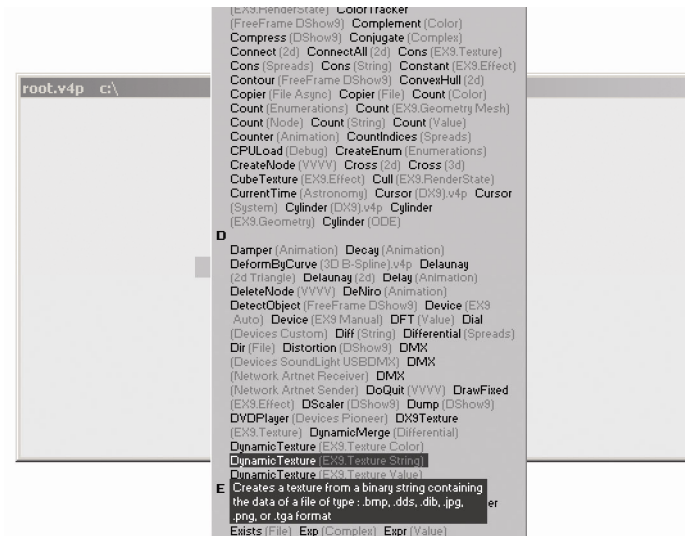 (EX9.RenderState) ColorTracker
(FreeFrame DShow9) Complement (Color)
Compress (DShow9) Conjugate (Complex)
Connect (2d) ConnectAll (2d) Cons (EX9.Texture)
Cons (Spreads) Cons (String) Constant (EX9.Effect)
Contour (FreeFrame DShow9) ConvexHull (2d)
root.v4p c:\
Copier (File Async) Copier (File) Count (Color)
Count (Enumerations) Count (EX9.Geometry Mesh)
Count (Node) Count (String) Count (Value)
Counter (Animation) CountIndices (Spreads)
CPULoad (Debug) CreateEnum (Enumerations)
CreateNode (VVVV) Cross (2d) Cross (3d)
CubeTexture (EX9.Effect) Cull (EX9.RenderState)
CurrentTime (Astronomy) Cursor (DX9).v4p Cursor
(System) Cylinder (DX9).v4p Cylinder
(EX9.Geometry) Cylinder (ODE)
D
Damper (Animation) Decay (Animation)
DeformByCurve (3D B-Spline).v4p Delaunay
(2d Triangle) Delaunay (2d) Delay (Animation)
DeleteNode (VVVV) DeNiro (Animation)
DetectObject (FreeFrame DShow9) Device (EX9
Auto) Device (EX9 Manual) DFT (Value) Dial
(Devices Custom) Diff (String) Differential (Spreads)
Dir (File) Distortion (DShow9) DMX
(Devices SoundLight USBDMX) DMX
(Network Artnet Receiver) DMX
(Network Artnet Sender) DoQuit (VVVV) DrawFixed
(EX9.Effect) DScaler (DShow9) Dump (DShow9)
DVDPlayer (Devices Pioneer) DX9Texture
(EX9.Texture) DynamicMerge (Differential)
DynamicTexture (EX9.Texture Color)
DynamicTexture (EX9.Texture String)
DynamicTexture (EX9.Texture Value)
E Creates a texture from a binary string containing
the data of a file of type : .bmp, .dds, .dib, .jpg,
.png, or .tga format
Exists (File) Exp (Complex) Expr (Value)